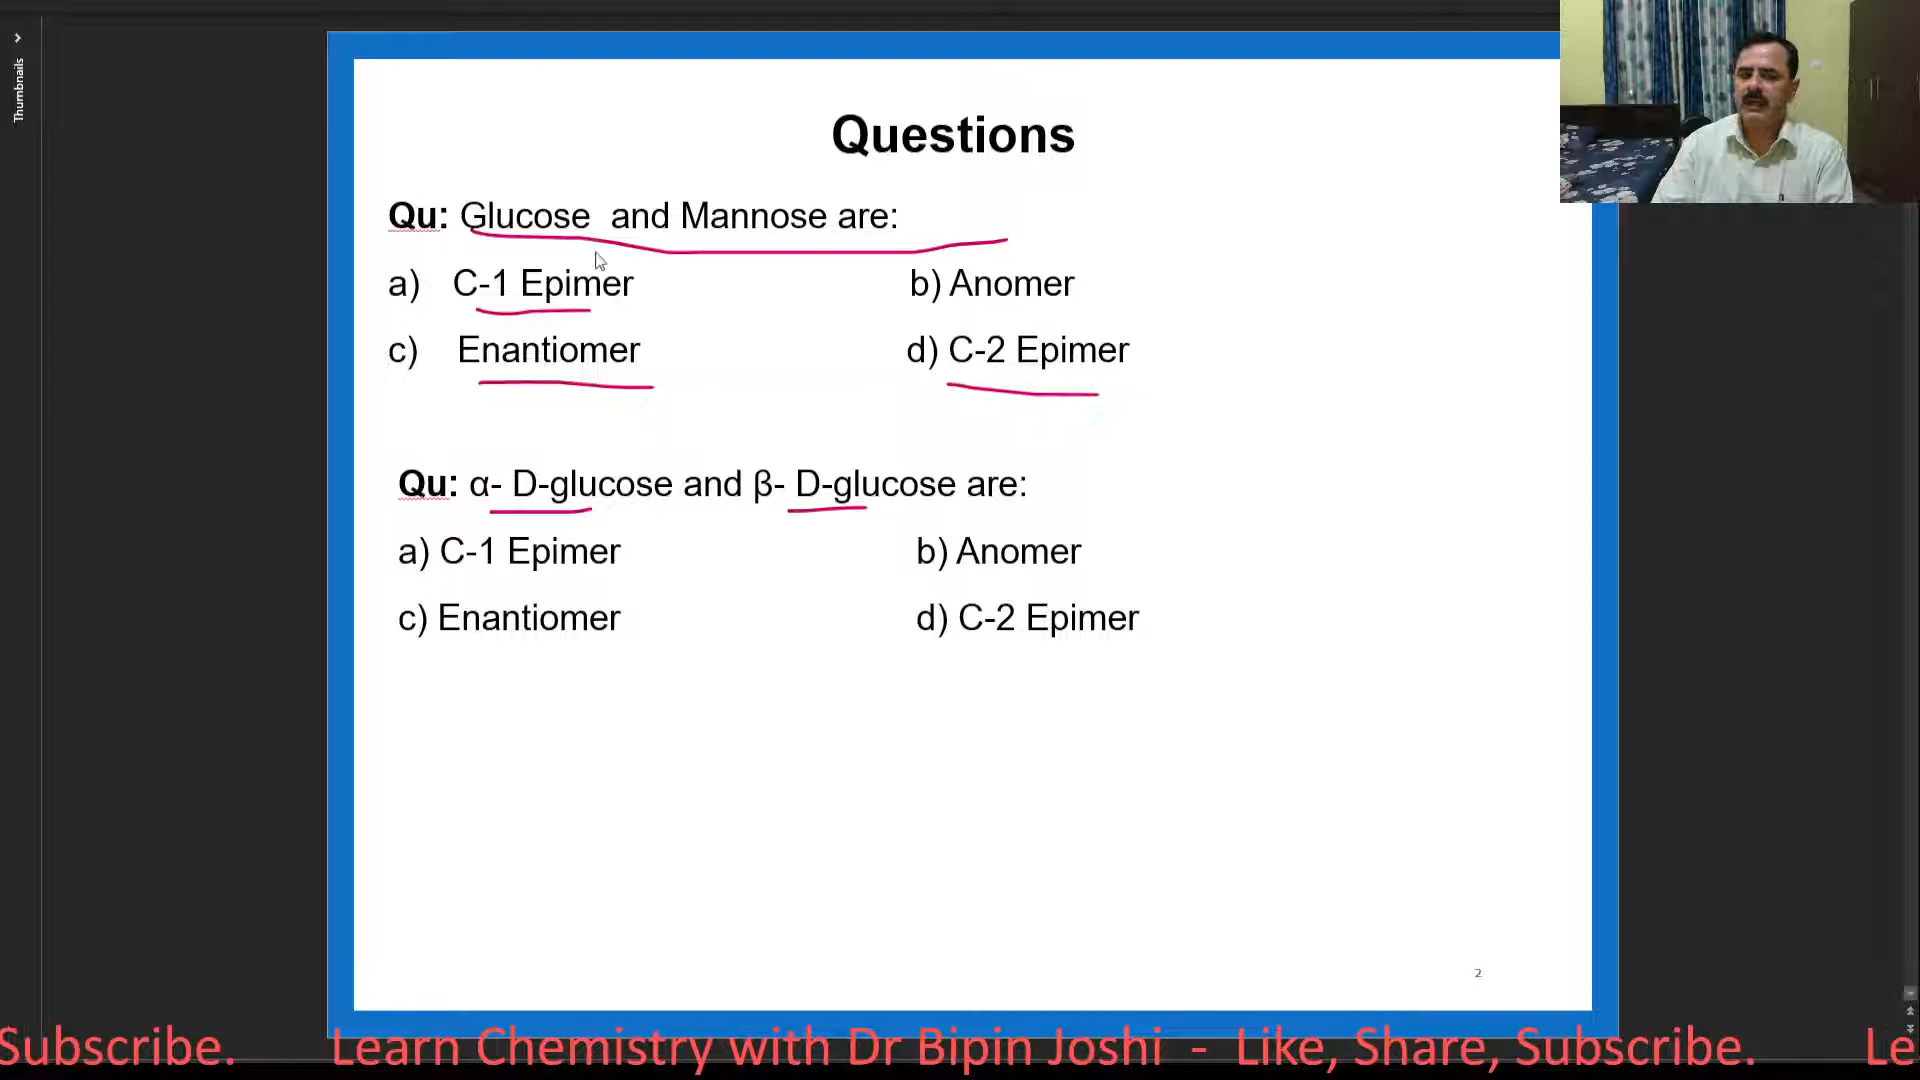 Thumbnails
Questions
Qu: Glucose and Mannose are:
a) C-1 Epimer b) Anomer
c) Enantiomer d) C-2 Epimer
Qu: α- D-glucose and β- D-glucose are:
a) C-1 Epimer b) Anomer
c) Enantiomer d) C-2 Epimer
2
Subscribe. Learn Chemistry with Dr Bipin Joshi - Like, Share, Subscribe. Le